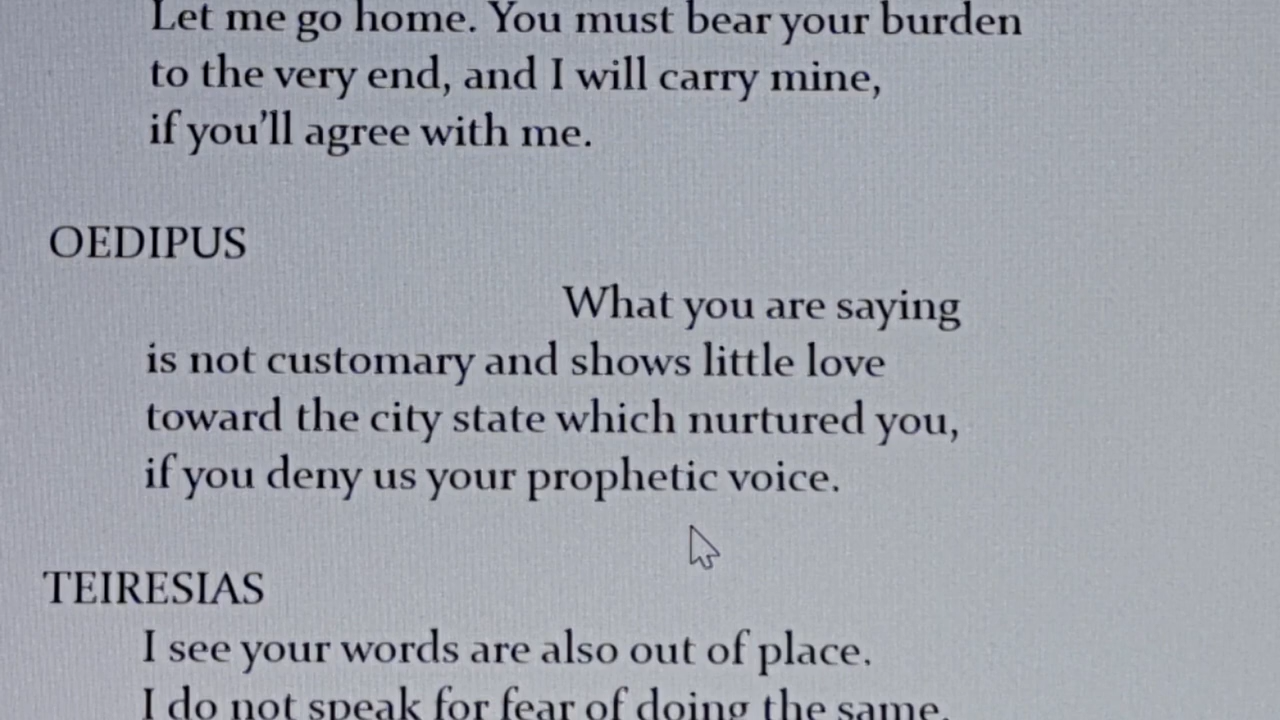 Let me go home. You must bear your burden
to the very end, and I will carry mine,
if you’ll agree with me.
OEDIPUS
What you are saying
is not customary and shows little love
toward the city state which nurtured you,
if you deny us your prophetic voice.
TEIRESIAS
I see your words are also out of place.
I do not speak for fear of doing the same.